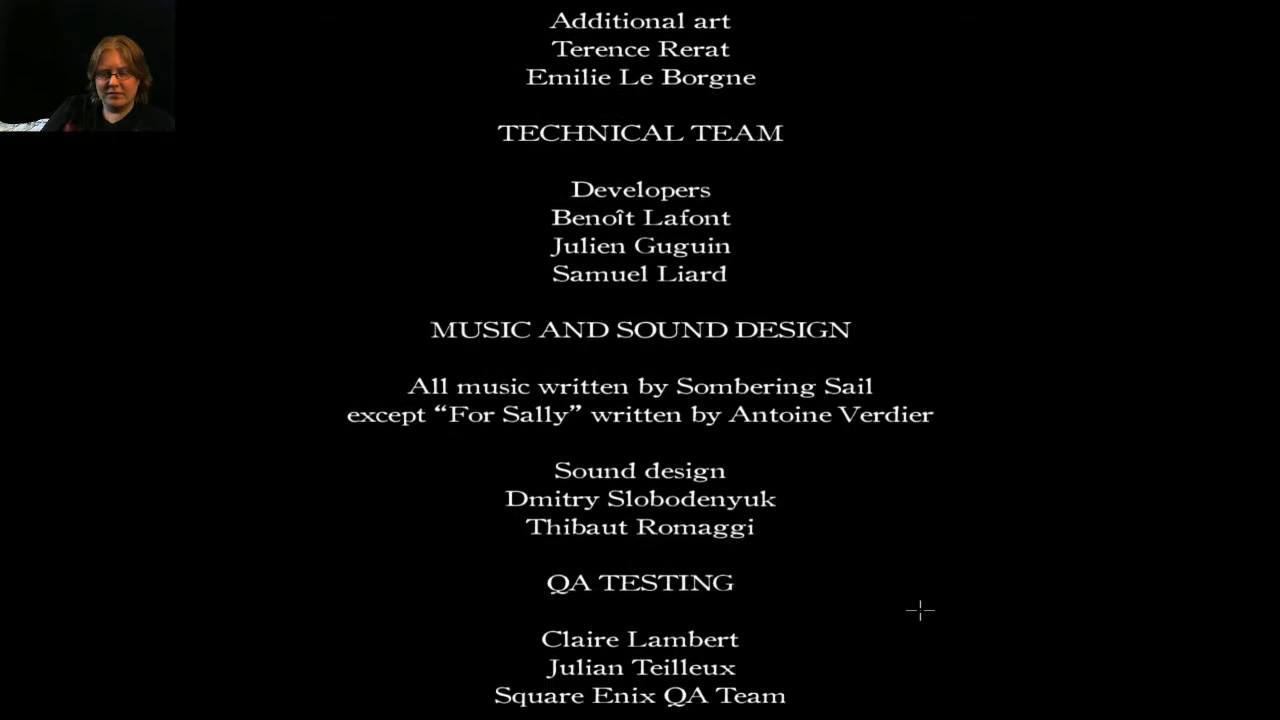 Additional art
Terence Rerat
Emilie Le Borgne
TECHNICAL TEAM
Developers
Benoît Lafont
Julien Guguin
Samuel Liard
MUSIC AND SOUND DESIGN
All music written by Sombering Sail
except “For Sally” written by Antoine Verdier
Sound design
Dmitry Slobodenyuk
Thibaut Romaggi
QA TESTING
Claire Lambert
Julian Teilleux
Square Enix QA Team